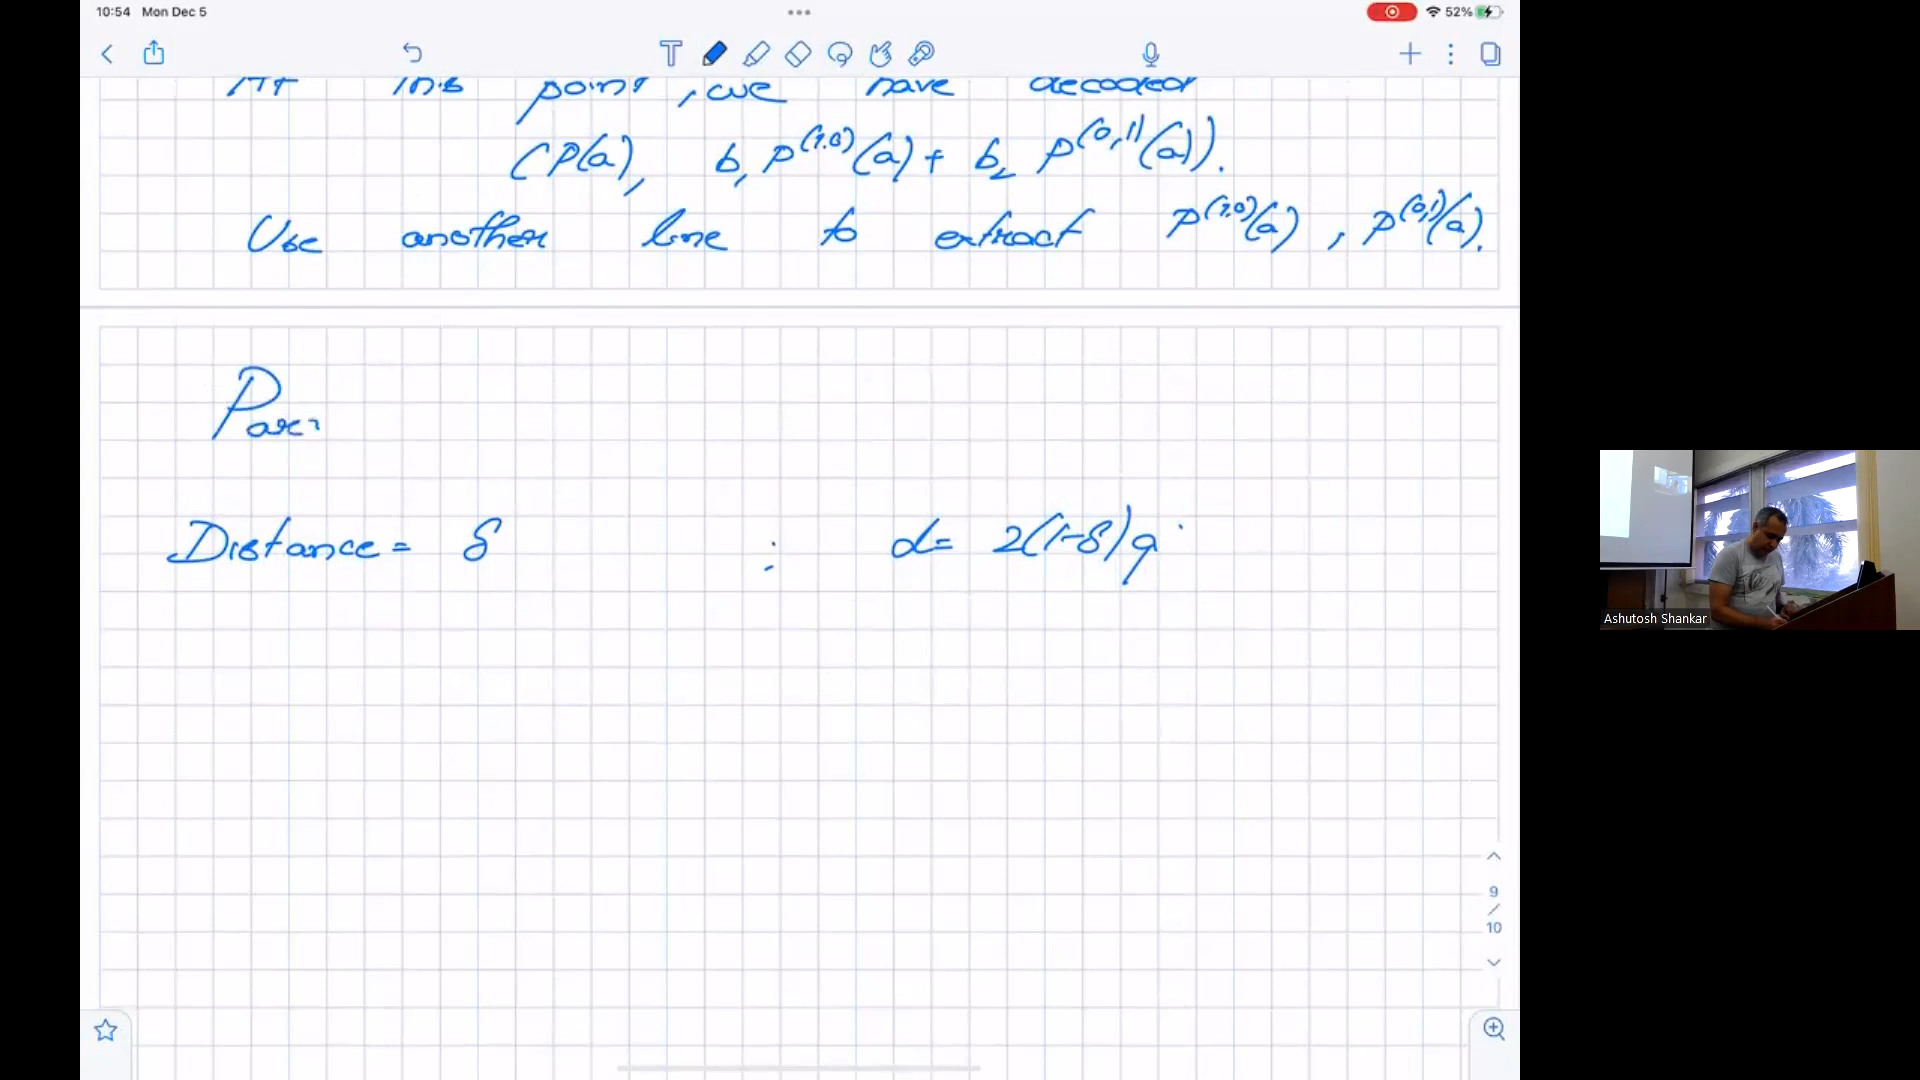 10:54 Mon Dec 5
52%
At this point, we have decoded
(P(a), b₁ P^(1,0)(a) + b₂ P^(0,1)(a)).
Use another line to extract P^(1,0)(a), P^(0,1)(a).
Par:
Distance = δ : d = 2(1-δ)q
9
/
10
Ashutosh Shankar